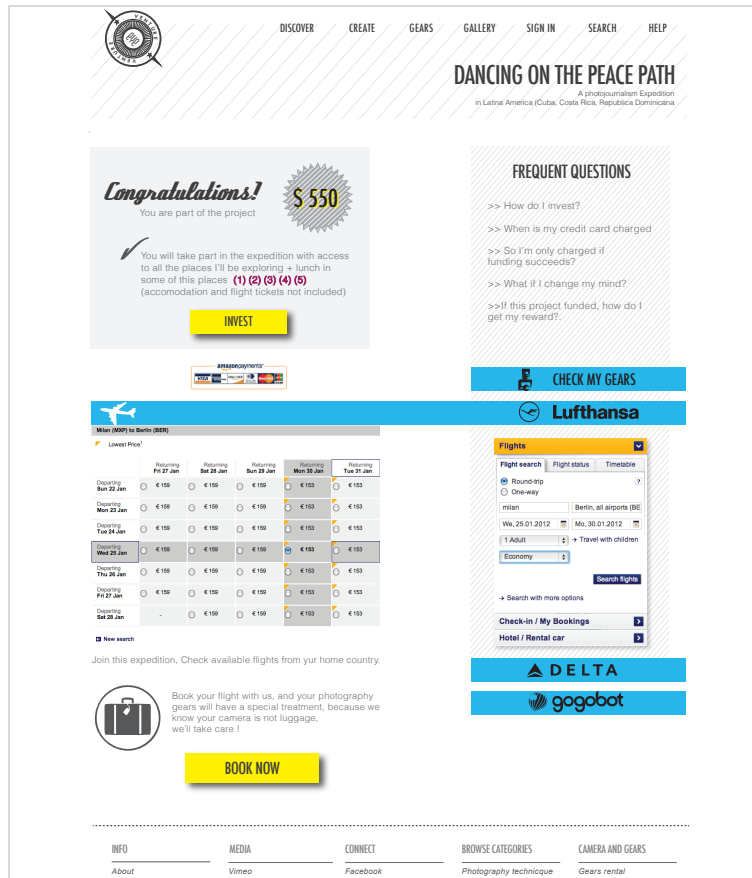 VENTURE
eye
VENTURE
DISCOVER CREATE GEARS GALLERY SIGN IN SEARCH HELP
DANCING ON THE PEACE PATH
A photojournalism Expedition
in Latina America (Cuba, Costa Rica, Republica Dominicana
Congratulations!
You are part of the project
$ 550
You will take part in the expedition with access
to all the places I'll be exploring + lunch in
some of this places (1) (2) (3) (4) (5)
(accomodation and flight tickets not included)
INVEST
amazonpayments
VISA
FREQUENT QUESTIONS
>> How do I invest?
>> When is my credit card charged
>> So I'm only charged if
funding succeeds?
>> What if I change my mind?
>>If this project funded, how do I
get my reward?.
CHECK MY GEARS
Lufthansa
Milan (MXP) to Berlin (BER)
Lowest Price¹
Returning Returning Returning Returning Returning
Fri 27 Jan Sat 28 Jan Sun 29 Jan Mon 30 Jan Tue 31 Jan
Departing
Sun 22 Jan € 159 € 159 € 159 € 153 € 153
Departing
Mon 23 Jan € 159 € 159 € 159 € 153 € 153
Departing
Tue 24 Jan € 159 € 159 € 159 € 153 € 153
Departing
Wed 25 Jan € 159 € 159 € 159 € 153 € 153
Departing
Thu 26 Jan € 159 € 159 € 159 € 153 € 153
Departing
Fri 27 Jan € 159 € 159 € 159 € 153 € 153
Departing
Sat 28 Jan - € 159 € 159 € 153 € 153
New search
Flights
Flight search Flight status Timetable
Round-trip ?
One-way
milan Berlin, all airports (BE
We, 25.01.2012 Mo, 30.01.2012
1 Adult → Travel with children
Economy
Search flights
→ Search with more options
Check-in / My Bookings
Hotel / Rental car
DELTA
gogobot
Join this expedition, Check available flights from yur home country.
Book your flight with us, and your photography
gears will have a special treatment, because we
know your camera is not luggage,
we'll take care !
BOOK NOW
INFO MEDIA CONNECT BROWSE CATEGORIES CAMERA AND GEARS
About Vimeo Facebook Photography technicque Gears rental